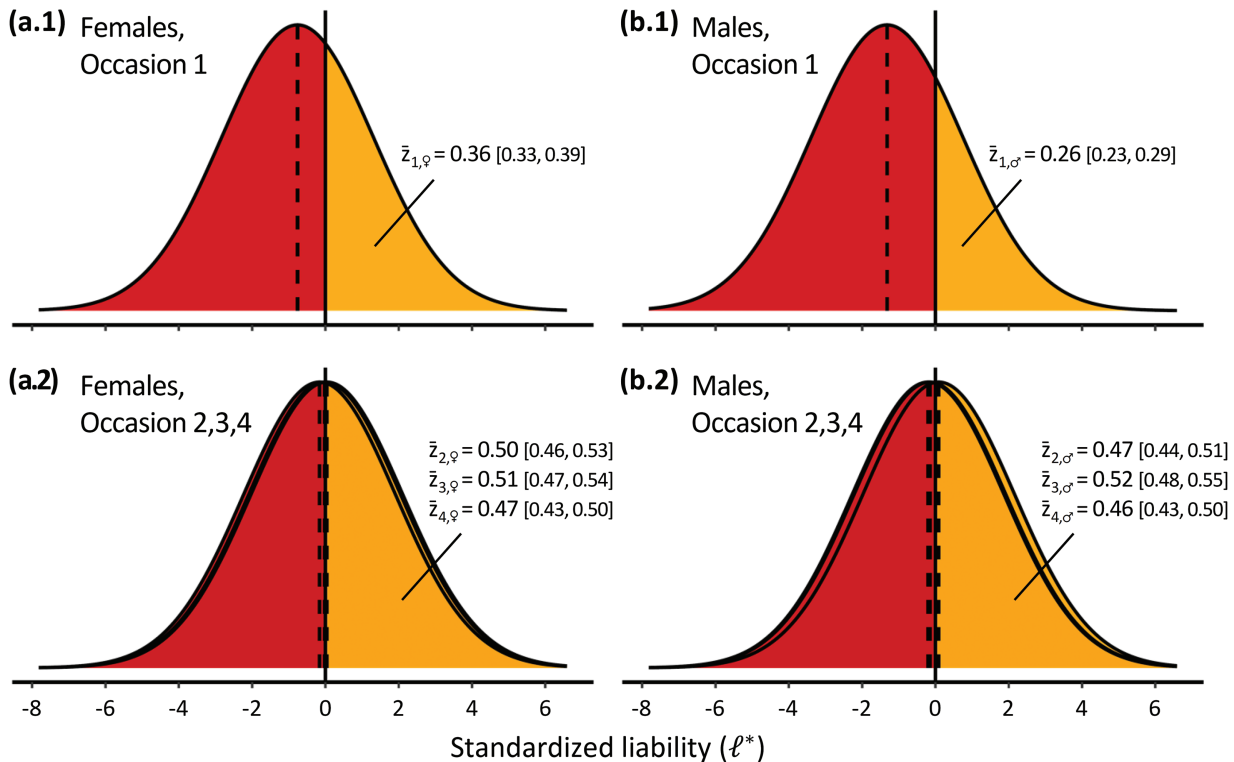 (a.1) Females,
Occasion 1
z̄1,♀ = 0.36 [0.33, 0.39]
(b.1) Males,
Occasion 1
z̄1,♂ = 0.26 [0.23, 0.29]
(a.2) Females,
Occasion 2,3,4
z̄2,♀ = 0.50 [0.46, 0.53]
z̄3,♀ = 0.51 [0.47, 0.54]
z̄4,♀ = 0.47 [0.43, 0.50]
-8 -6 -4 -2 0 2 4 6
(b.2) Males,
Occasion 2,3,4
z̄2,♂ = 0.47 [0.44, 0.51]
z̄3,♂ = 0.52 [0.48, 0.55]
z̄4,♂ = 0.46 [0.43, 0.50]
-8 -6 -4 -2 0 2 4 6
Standardized liability (ℓ*)